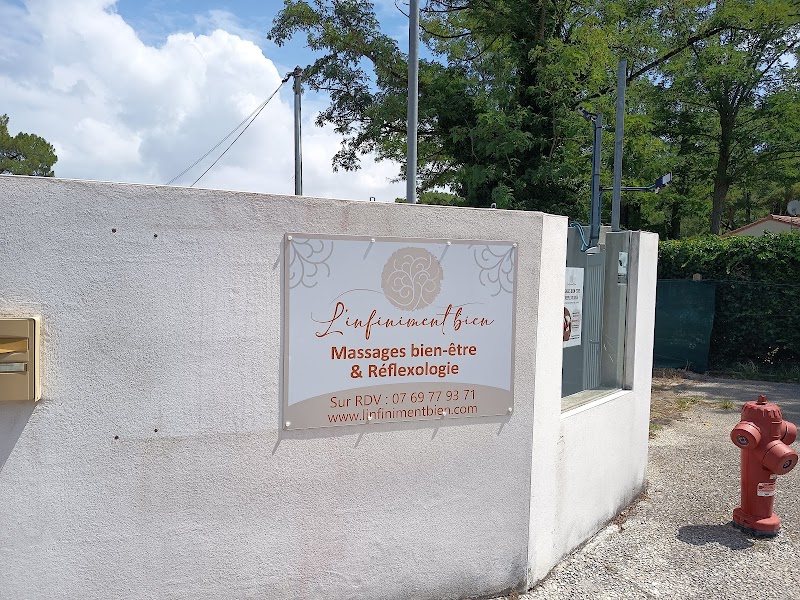 L'infiniment bien
Massages bien-être
& Réflexologie
Sur RDV : 07 69 77 93 71
www.linfinimentbien.com